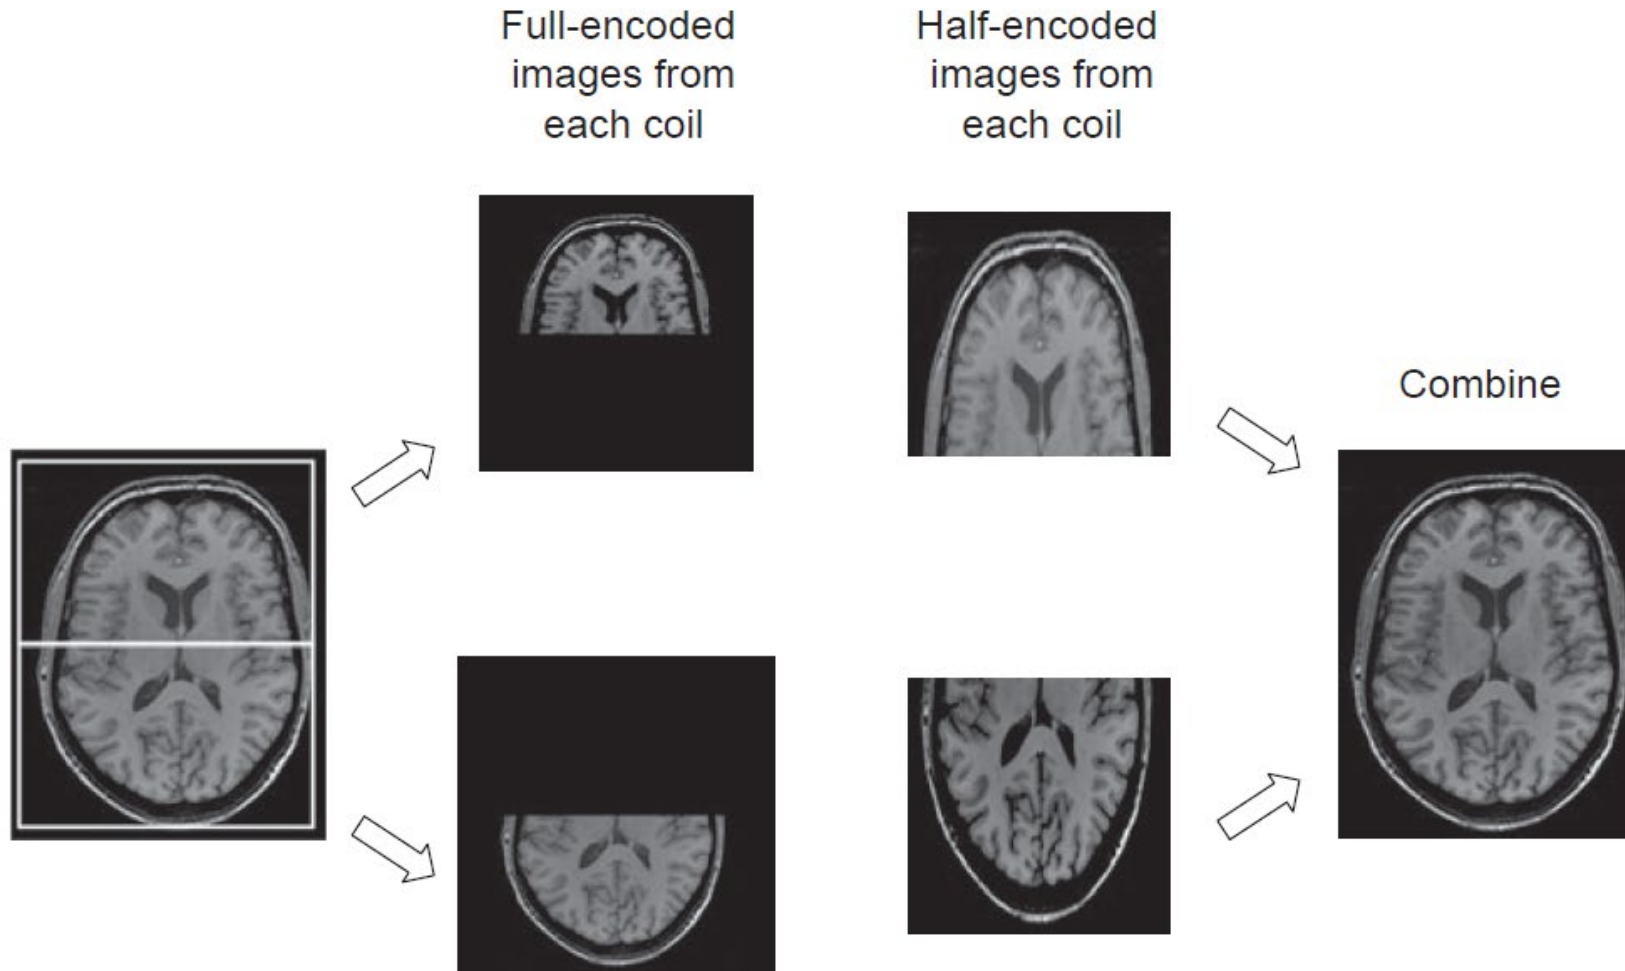 Full-encoded
images from
each coil
Half-encoded
images from
each coil
Combine